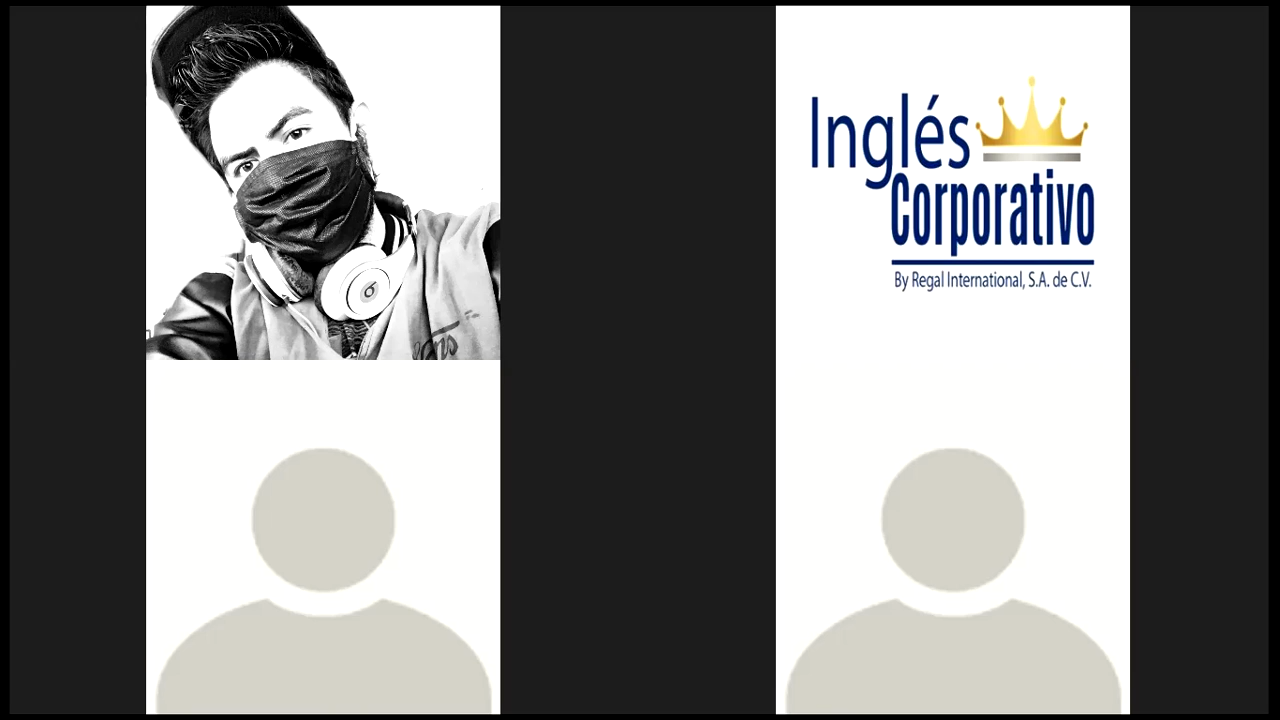 Inglés
Corporativo
By Regal International, S.A. de C.V.